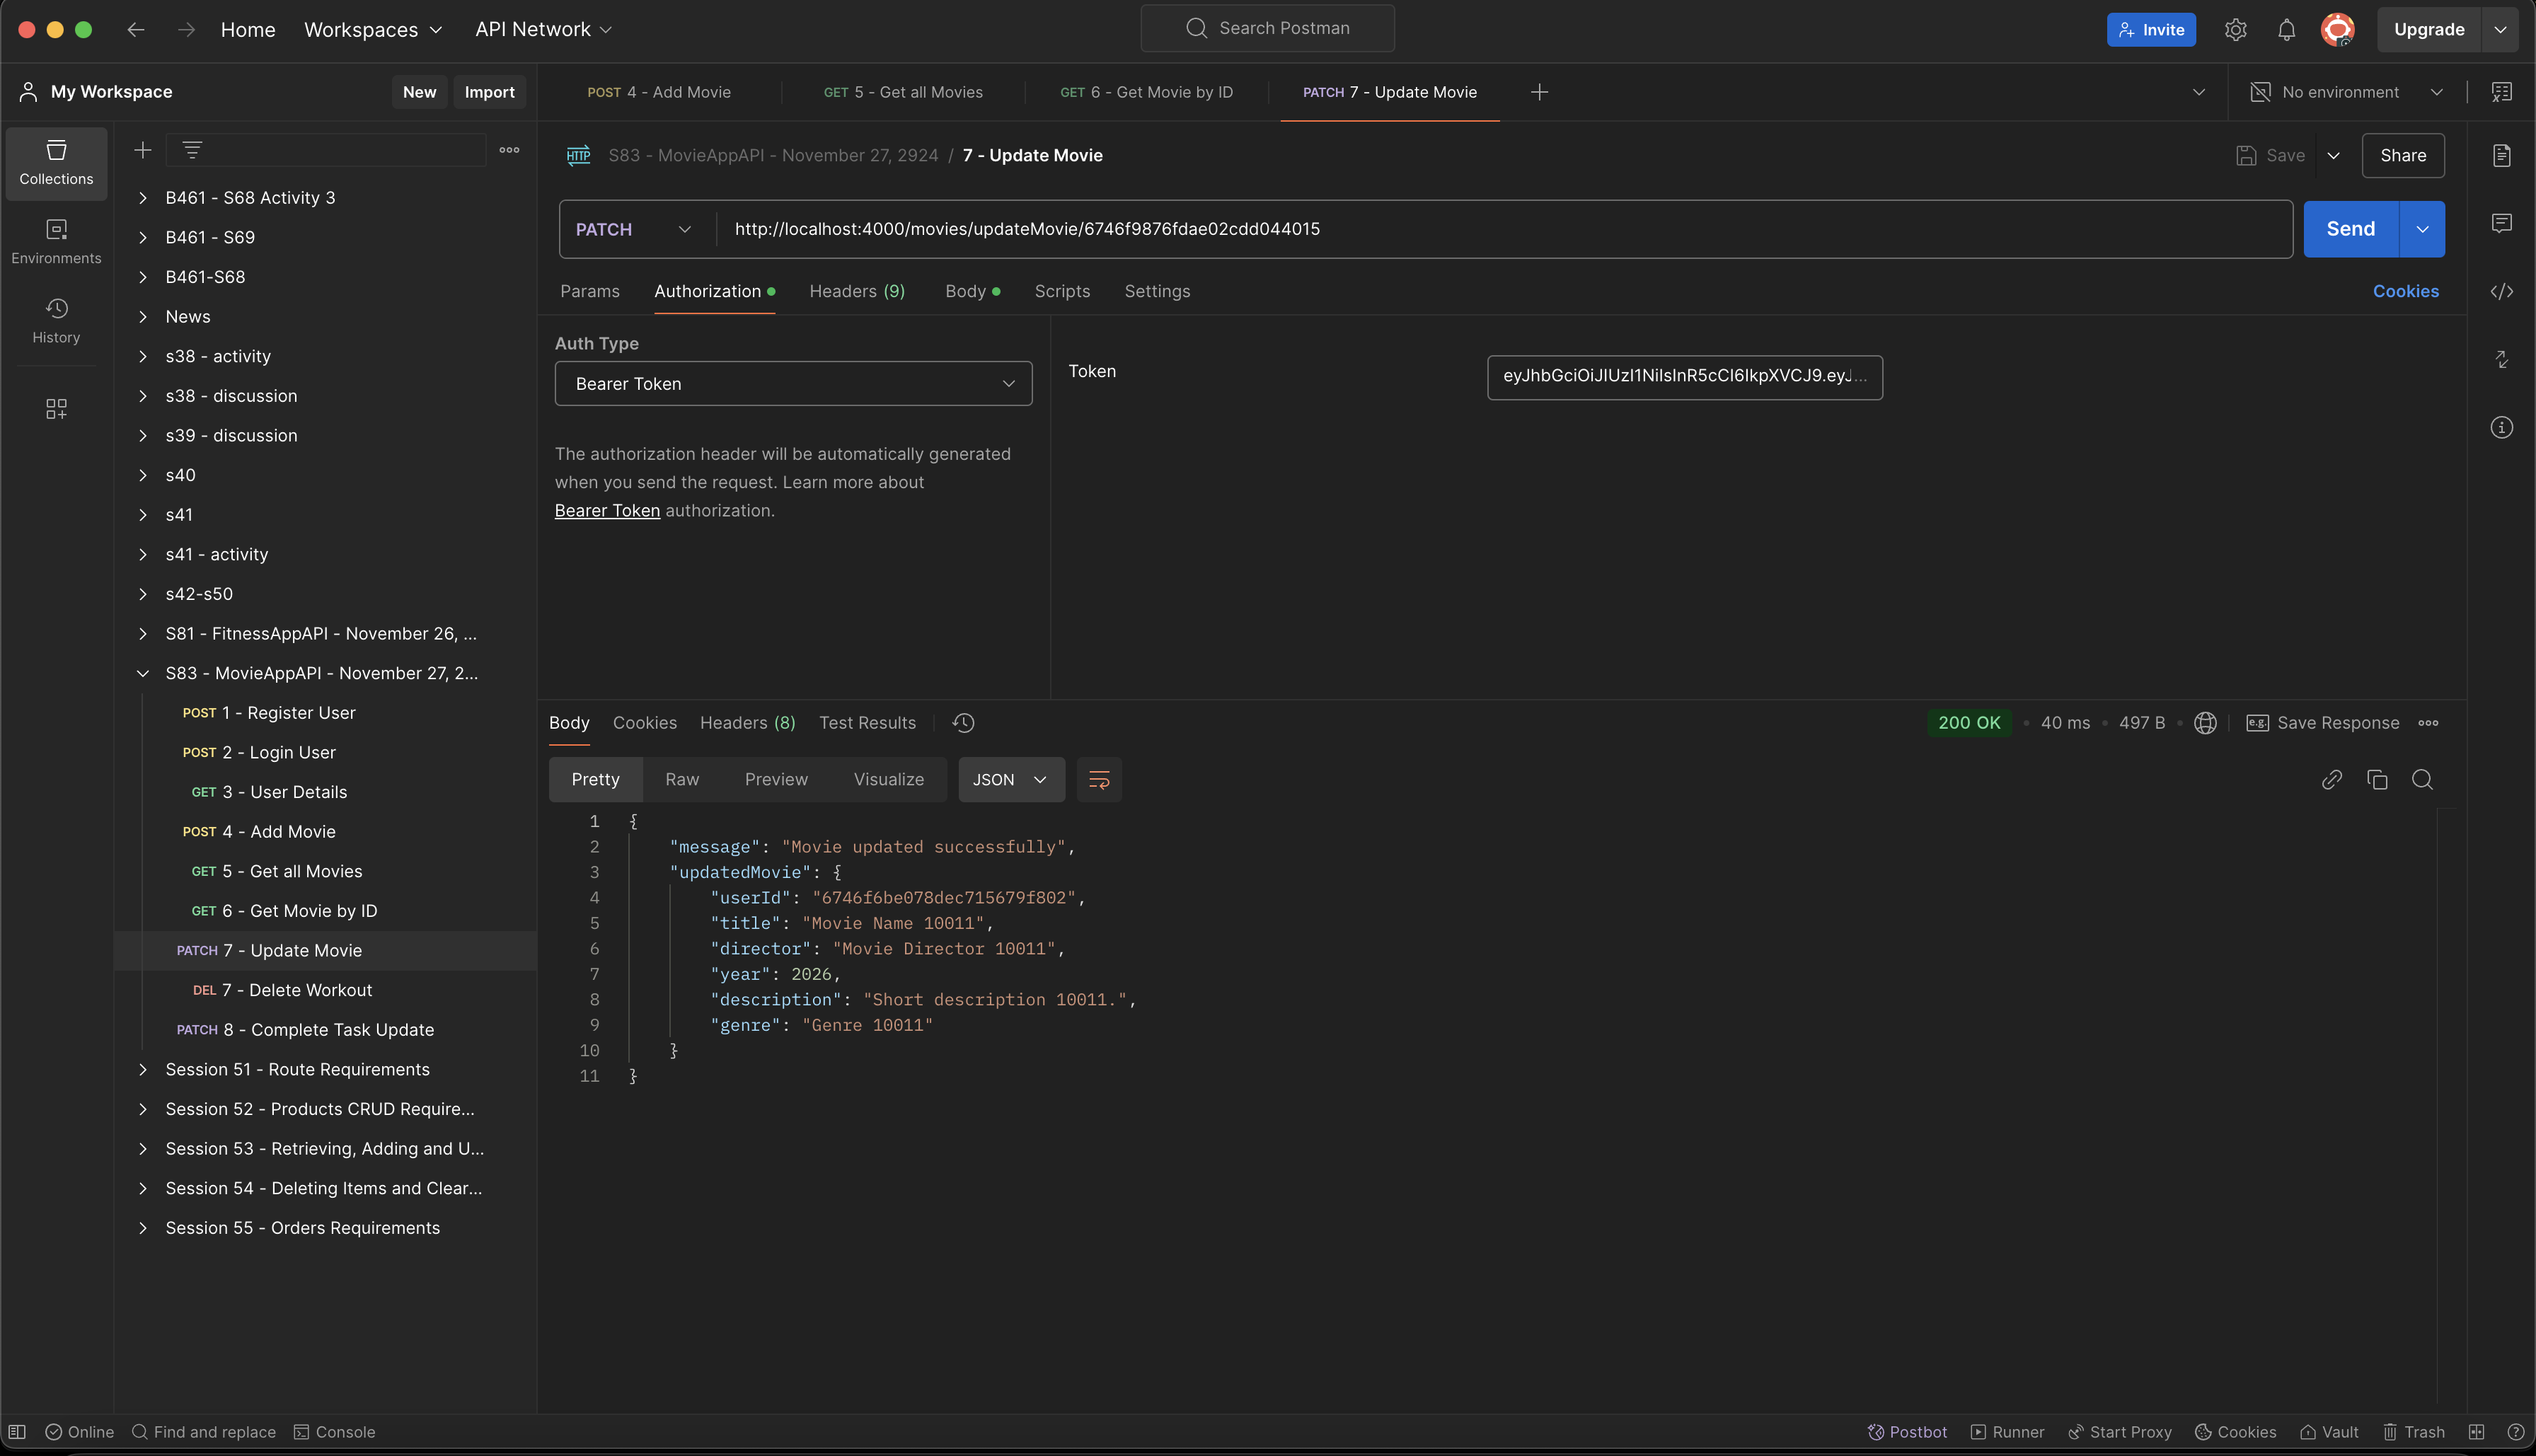 Home Workspaces API Network Search Postman Invite Upgrade
My Workspace New Import POST 4 - Add Movie GET 5 - Get all Movies GET 6 - Get Movie by ID PATCH 7 - Update Movie No environment
Collections
Environments
History
B461 - S68 Activity 3
B461 - S69
B461-S68
News
s38 - activity
s38 - discussion
s39 - discussion
s40
s41
s41 - activity
s42-s50
S81 - FitnessAppAPI - November 26, ...
S83 - MovieAppAPI - November 27, 2...
POST 1 - Register User
POST 2 - Login User
GET 3 - User Details
POST 4 - Add Movie
GET 5 - Get all Movies
GET 6 - Get Movie by ID
PATCH 7 - Update Movie
DEL 7 - Delete Workout
PATCH 8 - Complete Task Update
Session 51 - Route Requirements
Session 52 - Products CRUD Require...
Session 53 - Retrieving, Adding and U...
Session 54 - Deleting Items and Clear...
Session 55 - Orders Requirements
HTTP S83 - MovieAppAPI - November 27, 2924 / 7 - Update Movie Save Share
PATCH http://localhost:4000/movies/updateMovie/6746f9876fdae02cdd044015 Send
Params Authorization Headers (9) Body Scripts Settings Cookies
Auth Type
Bearer Token
The authorization header will be automatically generated
when you send the request. Learn more about
Bearer Token authorization.
Token eyJhbGciOiJIUzI1NiIsInR5cCI6IkpXVCJ9.eyJ...
Body Cookies Headers (8) Test Results 200 OK 40 ms 497 B e.g. Save Response
Pretty Raw Preview Visualize JSON
1 {
2 "message": "Movie updated successfully",
3 "updatedMovie": {
4 "userId": "6746f6be078dec715679f802",
5 "title": "Movie Name 10011",
6 "director": "Movie Director 10011",
7 "year": 2026,
8 "description": "Short description 10011.",
9 "genre": "Genre 10011"
10 }
11 }
Online Find and replace Console Postbot Runner Start Proxy Cookies Vault Trash